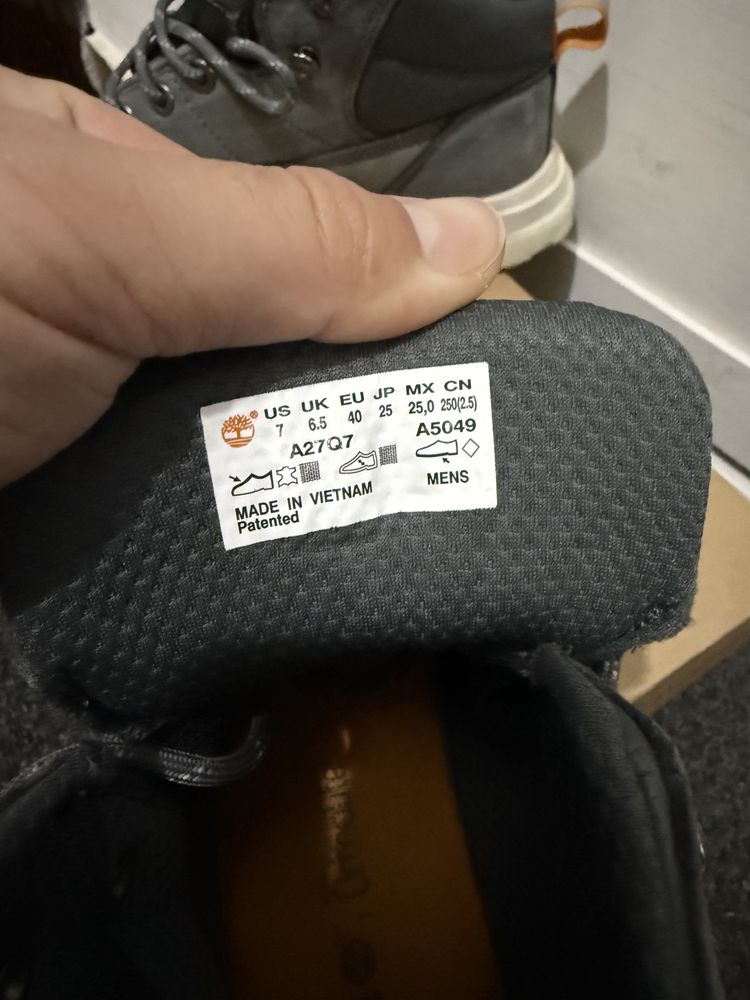 ® US UK EU JP MX CN
7 6.5 40 25 25,0 250(2.5)
A27Q7 A5049
MENS
MADE IN VIETNAM
Patented